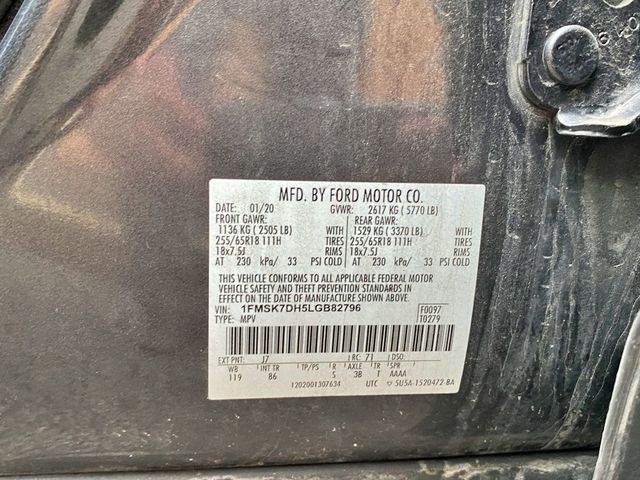 MFD. BY FORD MOTOR CO.
DATE: 01/20 GVWR: 2617 KG ( 5770 LB)
FRONT GAWR: REAR GAWR:
1136 KG ( 2505 LB) WITH 1529 KG ( 3370 LB) WITH
255/65R18 111H TIRES 255/65R18 111H TIRES
18x7.5J RIMS 18x7.5J RIMS
AT 230 kPa/ 33 PSI COLD AT 230 kPa/ 33 PSI COLD
THIS VEHICLE CONFORMS TO ALL APPLICABLE FEDERAL MOTOR
VEHICLE SAFETY AND THEFT PREVENTION STANDARDS IN
EFFECT ON THE DATE OF MANUFACTURE SHOWN ABOVE.
VIN: 1FMSK7DH5LGB82796 F0097
TYPE: MPV T0279
EXT PNT: J7 RC: 71 DSO:
WB INT TR TP/PS R AXLE TR SPR
119 86 S 3B T AAAA
1202001307634 UTC 5U5A-1520472-BA